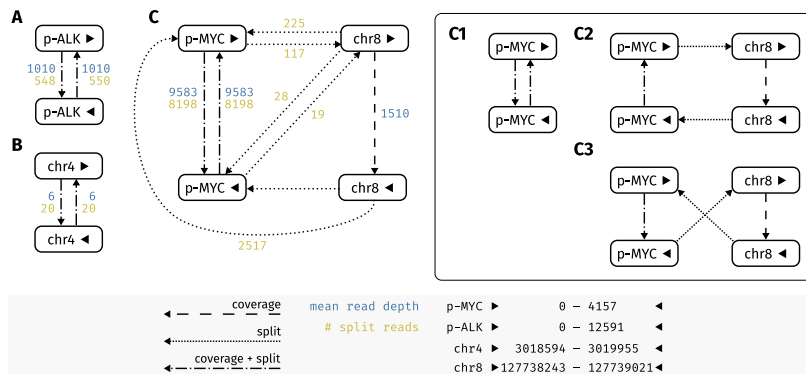 A
p-ALK ▶
1010 1010
548 550
p-ALK ◀
B
chr4 ▶
6 6
20 20
chr4 ◀
C
p-MYC ▶
225
117
chr8 ▶
9583 9583
8198 8198
28
19
1510
p-MYC ◀
chr8 ◀
2517
C1
p-MYC ▶
p-MYC ◀
C2
p-MYC ▶ chr8 ▶
p-MYC ◀ chr8 ◀
C3
p-MYC ▶ chr8 ▶
p-MYC ◀ chr8 ◀
coverage
split
coverage + split
mean read depth
# split reads
p-MYC ▶ 0 – 4157 ◀
p-ALK ▶ 0 – 12591 ◀
chr4 ▶ 3018594 – 3019955 ◀
chr8 ▶ 127738243 – 127739021 ◀